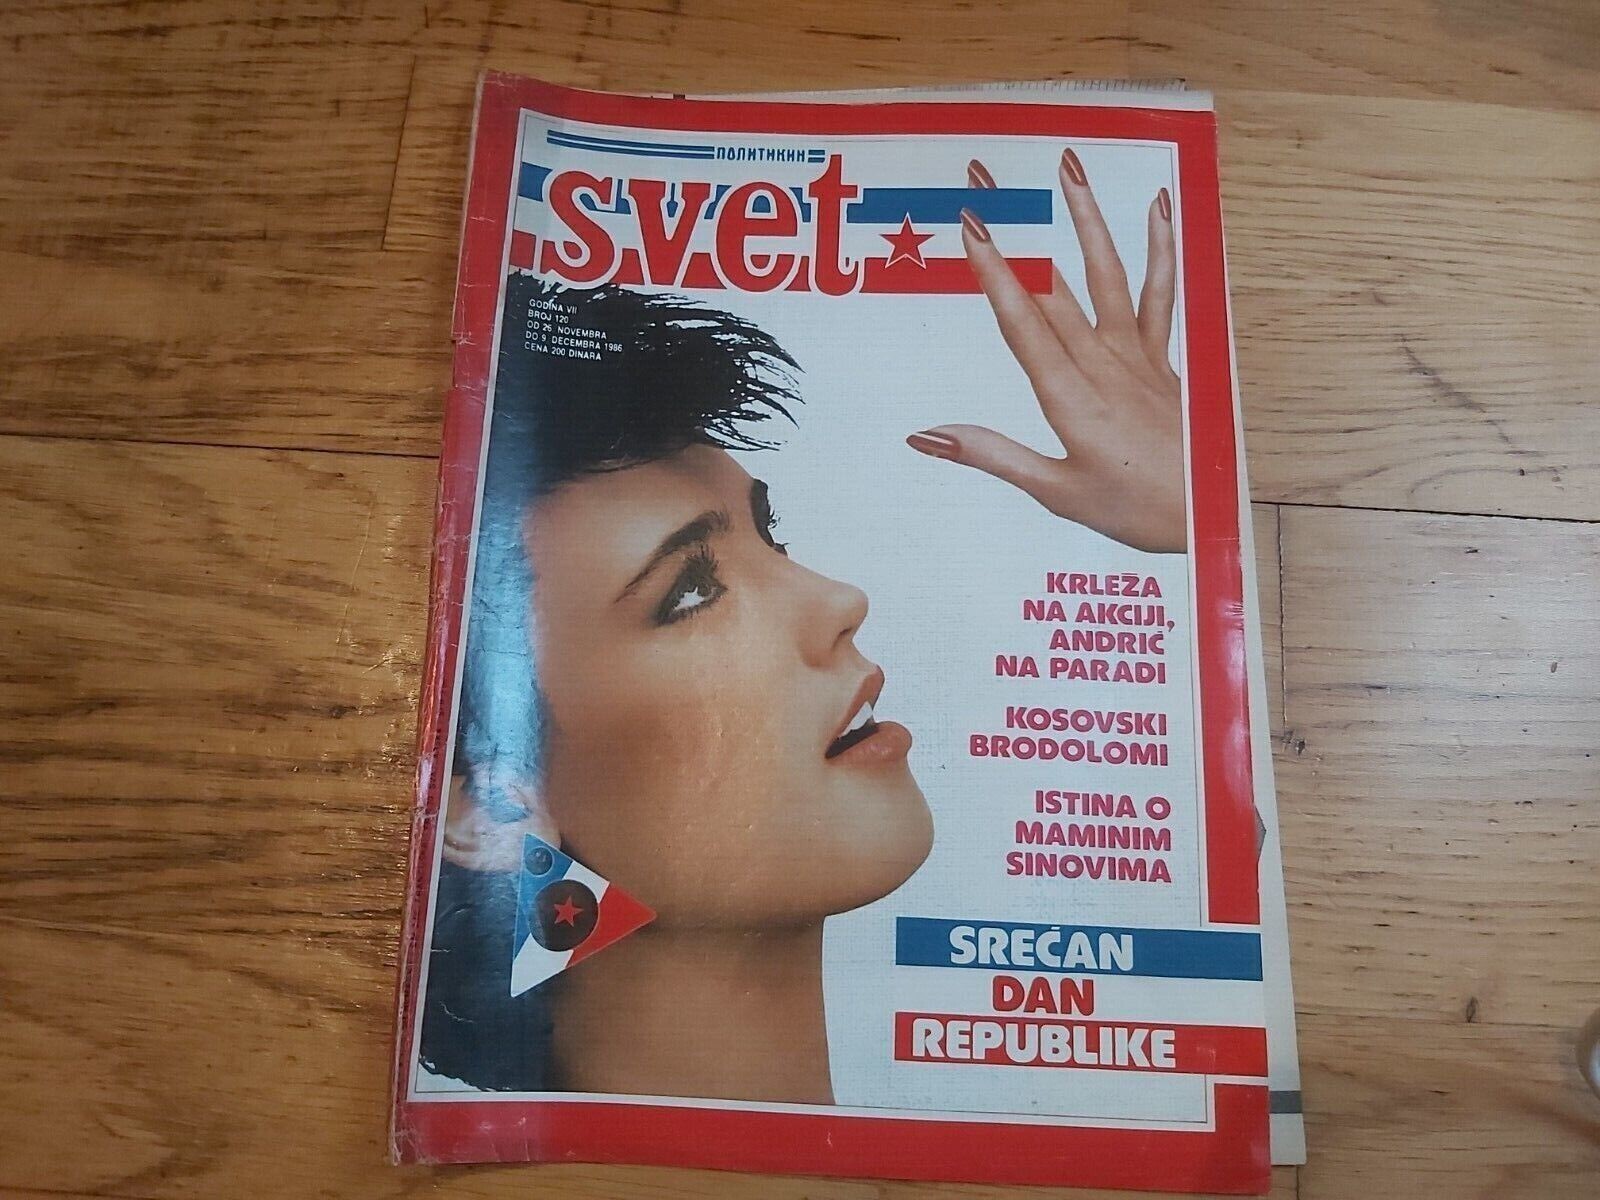 ПОЛИТИКИН
svet
GODINA VII
BROJ 120
OD 26. NOVEMBRA
DO 9. DECEMBRA 1986
CENA 200 DINARA
KRLEŽA
NA AKCIJI,
ANDRIĆ
NA PARADI
KOSOVSKI
BRODOLOMI
ISTINA O
MAMINIM
SINOVIMA
SREĆAN
DAN
REPUBLIKE